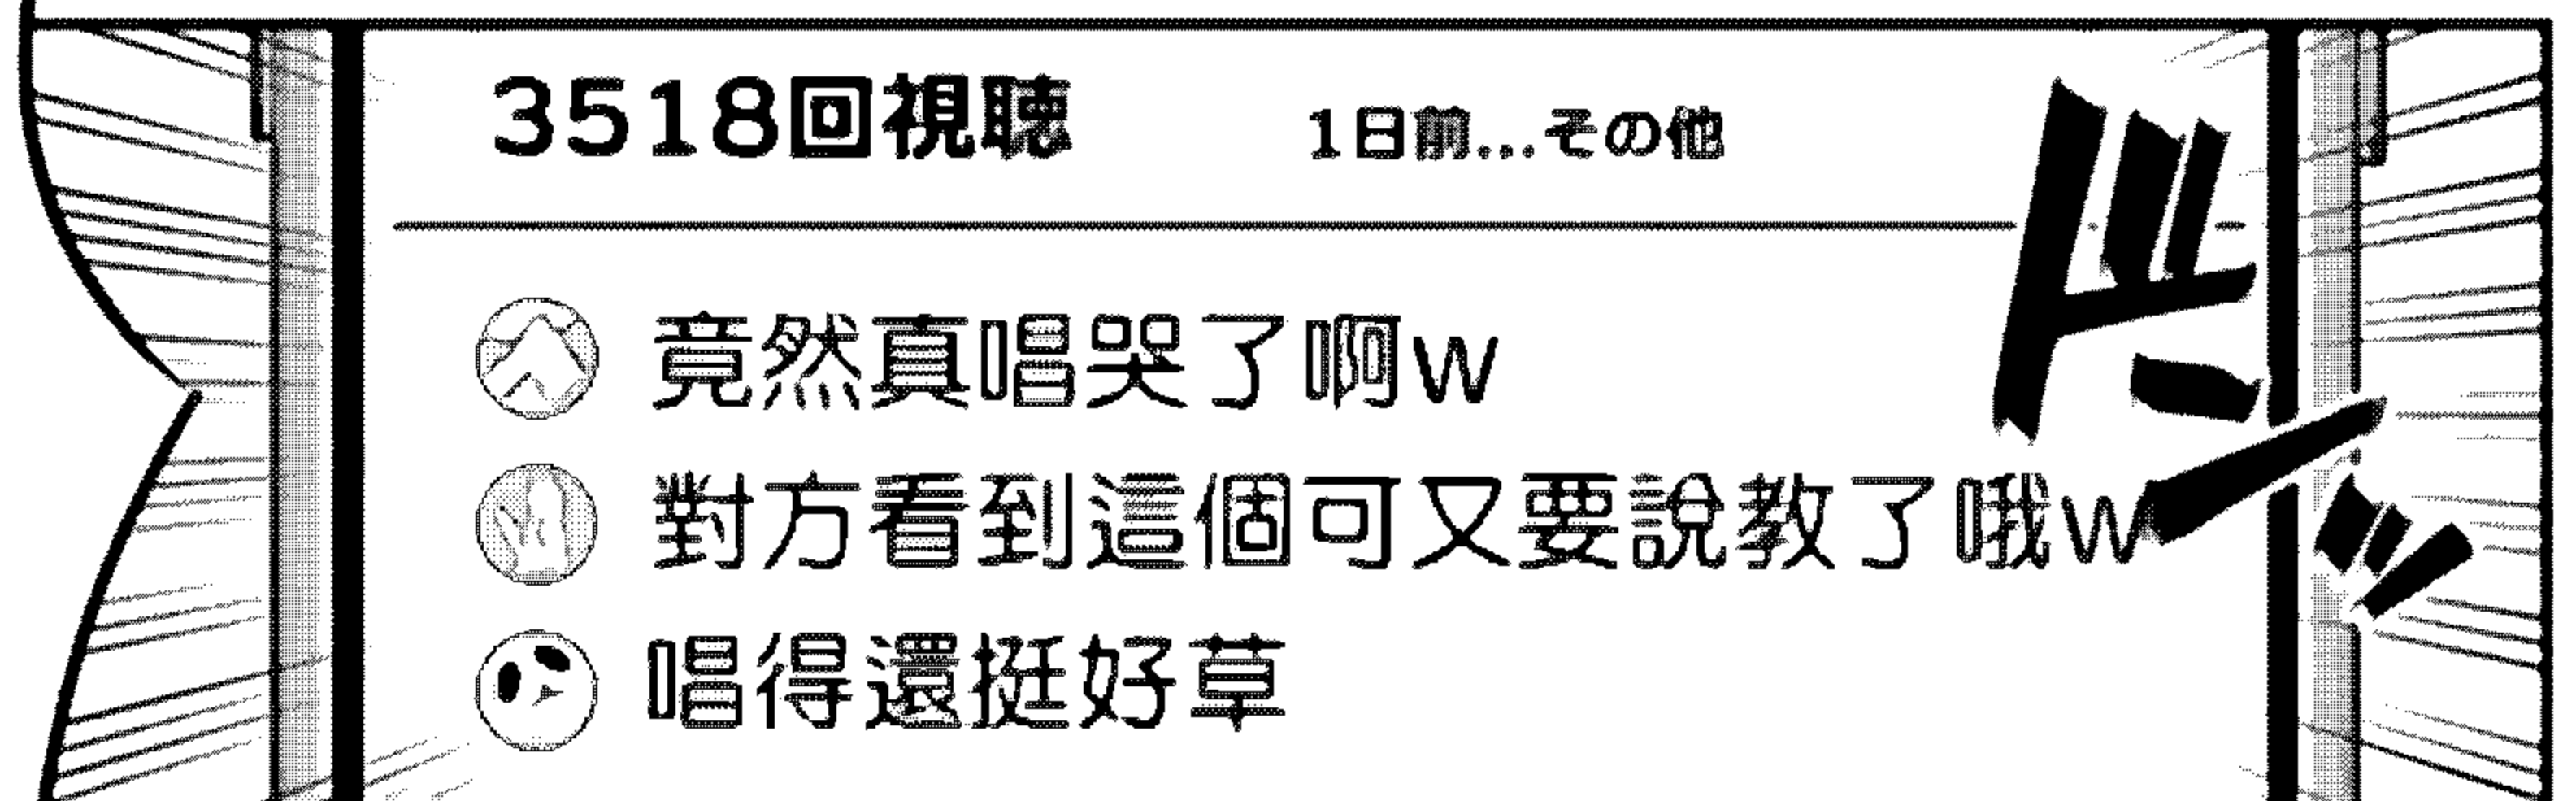 3518回視聴 1日前...その他
竟然真唱哭了啊w
對方看到這個可又要說教了哦w
唱得還挺好草
ドン